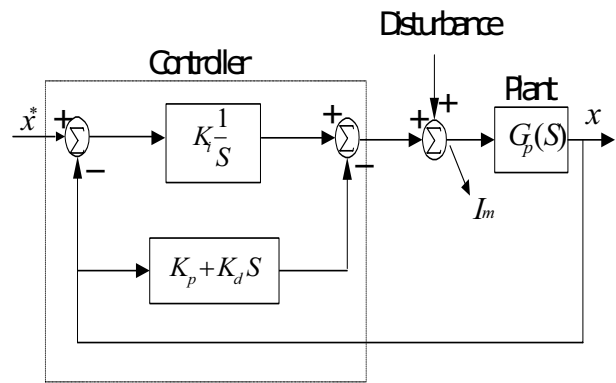 Disturbance
Controller
Plant
+ + + +
x* Σ K_i 1/S Σ Σ G_p(S) x
− −
I_m
K_p + K_d S